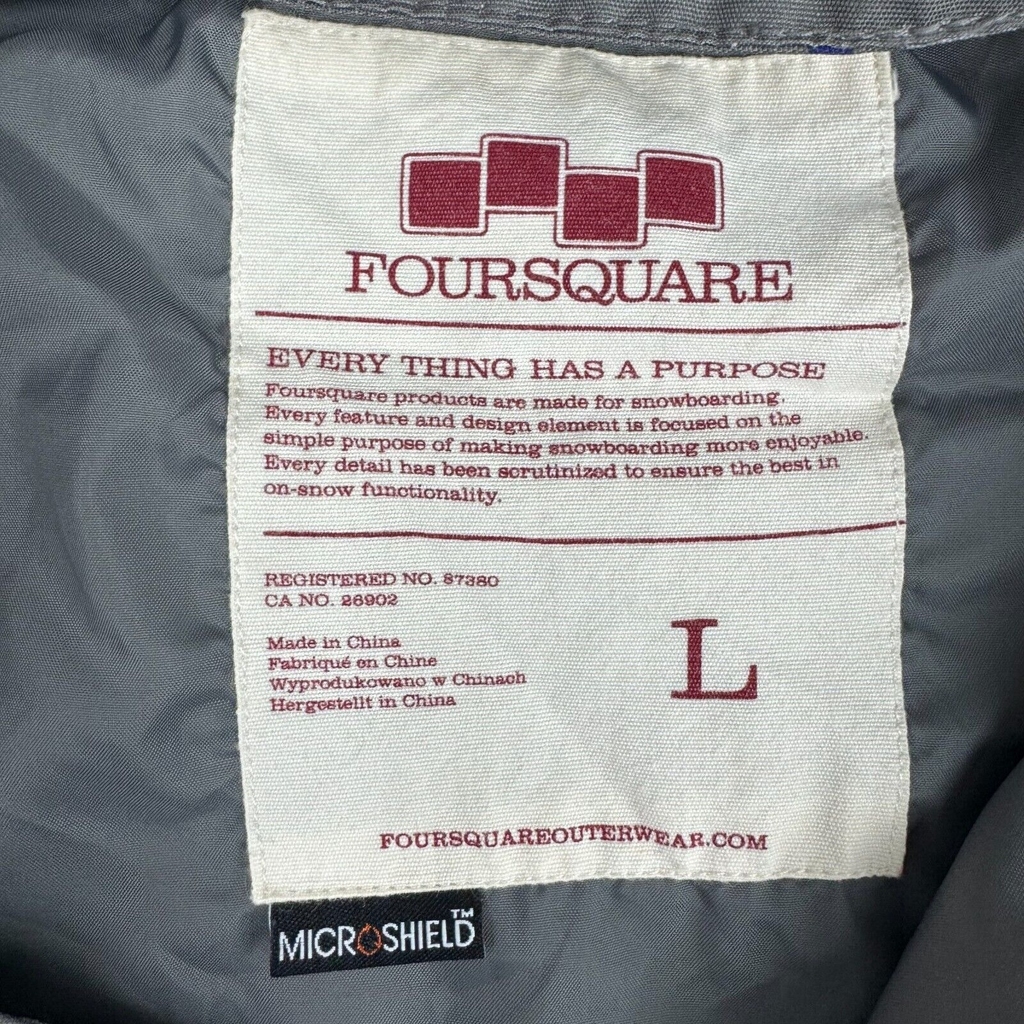 FOURSQUARE
EVERY THING HAS A PURPOSE
Foursquare products are made for snowboarding.
Every feature and design element is focused on the
simple purpose of making snowboarding more enjoyable.
Every detail has been scrutinized to ensure the best in
on-snow functionality.
REGISTERED NO. 87380
CA NO. 26902
Made in China
Fabriqué en Chine
Wyprodukowano w Chinach
Hergestellt in China
L
FOURSQUAREOUTERWEAR.COM
MICROSHIELD™